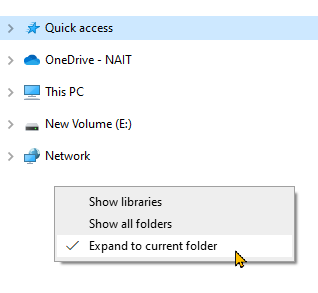 Quick access
OneDrive - NAIT
This PC
New Volume (E:)
Network
Show libraries
Show all folders
Expand to current folder